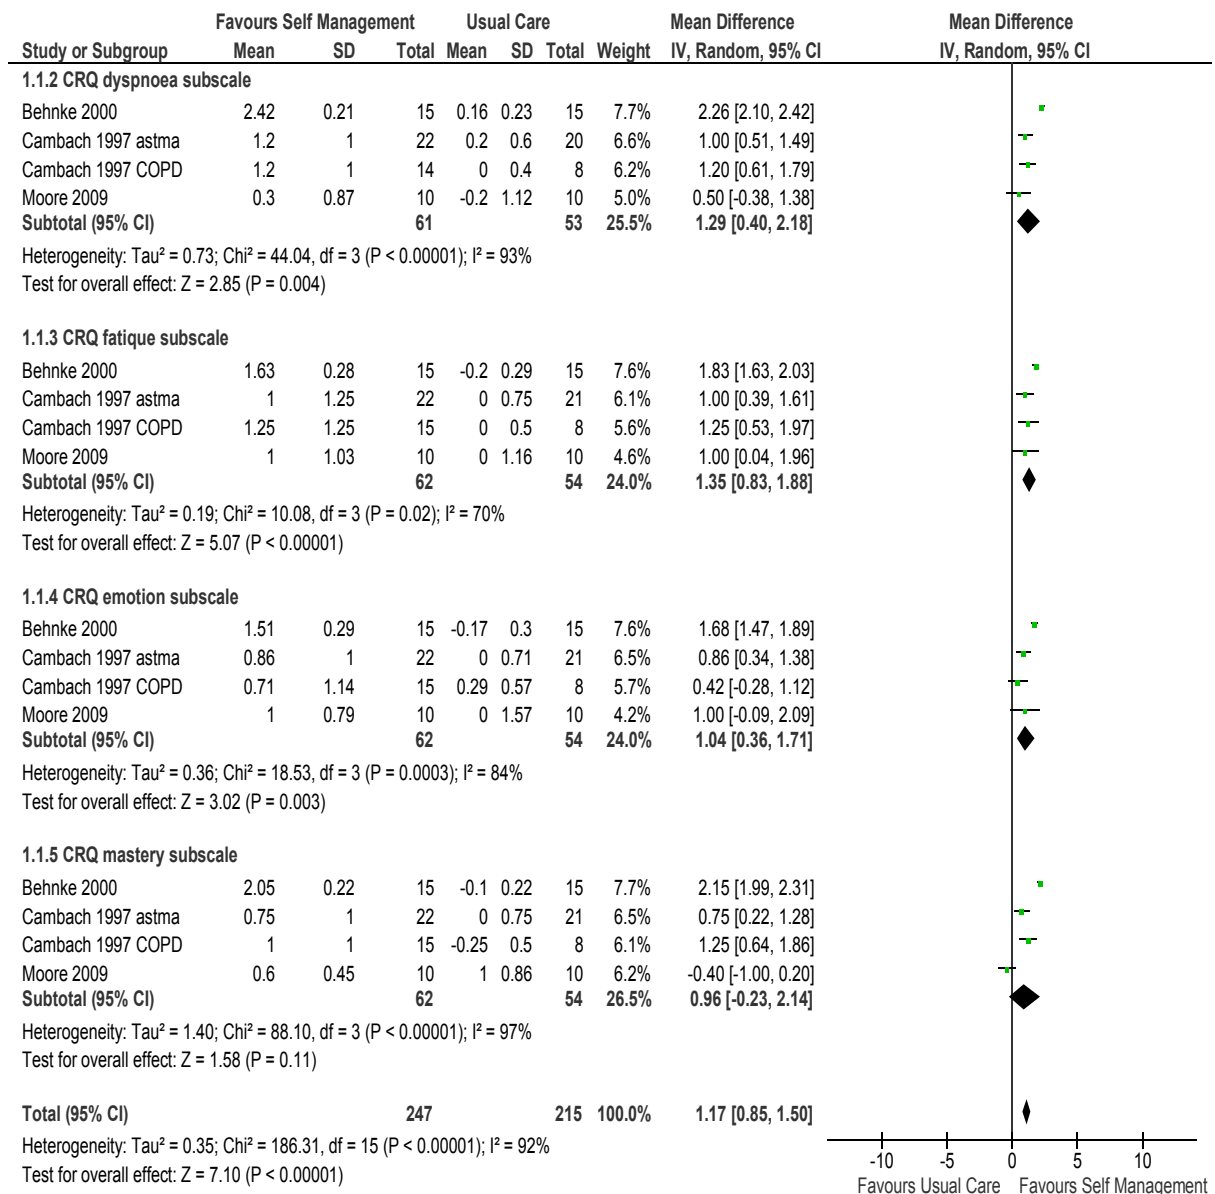 Favours Self Management Usual Care Mean Difference Mean Difference
Study or Subgroup Mean SD Total Mean SD Total Weight IV, Random, 95% CI IV, Random, 95% CI
1.1.2 CRQ dyspnoea subscale
Behnke 2000 2.42 0.21 15 0.16 0.23 15 7.7% 2.26 [2.10, 2.42]
Cambach 1997 astma 1.2 1 22 0.2 0.6 20 6.6% 1.00 [0.51, 1.49]
Cambach 1997 COPD 1.2 1 14 0 0.4 8 6.2% 1.20 [0.61, 1.79]
Moore 2009 0.3 0.87 10 -0.2 1.12 10 5.0% 0.50 [-0.38, 1.38]
Subtotal (95% CI) 61 53 25.5% 1.29 [0.40, 2.18]
Heterogeneity: Tau² = 0.73; Chi² = 44.04, df = 3 (P < 0.00001); I² = 93%
Test for overall effect: Z = 2.85 (P = 0.004)
1.1.3 CRQ fatique subscale
Behnke 2000 1.63 0.28 15 -0.2 0.29 15 7.6% 1.83 [1.63, 2.03]
Cambach 1997 astma 1 1.25 22 0 0.75 21 6.1% 1.00 [0.39, 1.61]
Cambach 1997 COPD 1.25 1.25 15 0 0.5 8 5.6% 1.25 [0.53, 1.97]
Moore 2009 1 1.03 10 0 1.16 10 4.6% 1.00 [0.04, 1.96]
Subtotal (95% CI) 62 54 24.0% 1.35 [0.83, 1.88]
Heterogeneity: Tau² = 0.19; Chi² = 10.08, df = 3 (P = 0.02); I² = 70%
Test for overall effect: Z = 5.07 (P < 0.00001)
1.1.4 CRQ emotion subscale
Behnke 2000 1.51 0.29 15 -0.17 0.3 15 7.6% 1.68 [1.47, 1.89]
Cambach 1997 astma 0.86 1 22 0 0.71 21 6.5% 0.86 [0.34, 1.38]
Cambach 1997 COPD 0.71 1.14 15 0.29 0.57 8 5.7% 0.42 [-0.28, 1.12]
Moore 2009 1 0.79 10 0 1.57 10 4.2% 1.00 [-0.09, 2.09]
Subtotal (95% CI) 62 54 24.0% 1.04 [0.36, 1.71]
Heterogeneity: Tau² = 0.36; Chi² = 18.53, df = 3 (P = 0.0003); I² = 84%
Test for overall effect: Z = 3.02 (P = 0.003)
1.1.5 CRQ mastery subscale
Behnke 2000 2.05 0.22 15 -0.1 0.22 15 7.7% 2.15 [1.99, 2.31]
Cambach 1997 astma 0.75 1 22 0 0.75 21 6.5% 0.75 [0.22, 1.28]
Cambach 1997 COPD 1 1 15 -0.25 0.5 8 6.1% 1.25 [0.64, 1.86]
Moore 2009 0.6 0.45 10 1 0.86 10 6.2% -0.40 [-1.00, 0.20]
Subtotal (95% CI) 62 54 26.5% 0.96 [-0.23, 2.14]
Heterogeneity: Tau² = 1.40; Chi² = 88.10, df = 3 (P < 0.00001); I² = 97%
Test for overall effect: Z = 1.58 (P = 0.11)
Total (95% CI) 247 215 100.0% 1.17 [0.85, 1.50]
Heterogeneity: Tau² = 0.35; Chi² = 186.31, df = 15 (P < 0.00001); I² = 92%
Test for overall effect: Z = 7.10 (P < 0.00001)
-10 -5 0 5 10
Favours Usual Care Favours Self Management